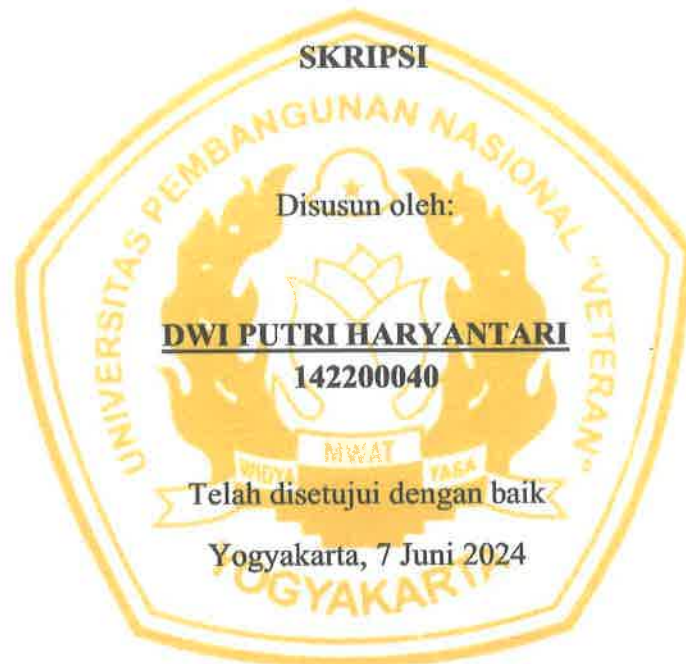 SKRIPSI
UNIVERSITAS PEMBANGUNAN NASIONAL "VETERAN"
Disusun oleh:
DWI PUTRI HARYANTARI
142200040
WIDYA MWAT YASA
Telah disetujui dengan baik
Yogyakarta, 7 Juni 2024
YOGYAKARTA